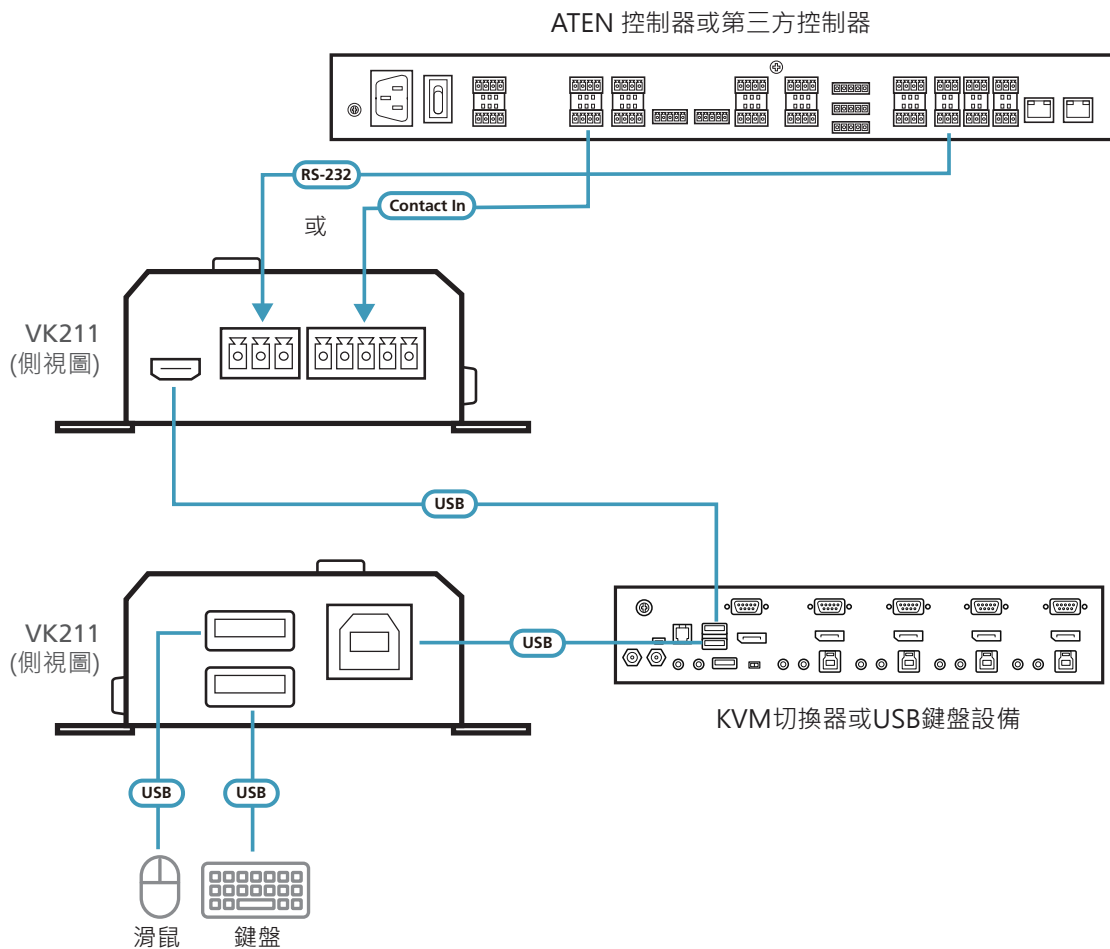 ATEN 控制器或第三方控制器
RS-232
Contact In
或
VK211
(側視圖)
USB
VK211
(側視圖)
USB
KVM切換器或USB鍵盤設備
USB
USB
滑鼠
鍵盤